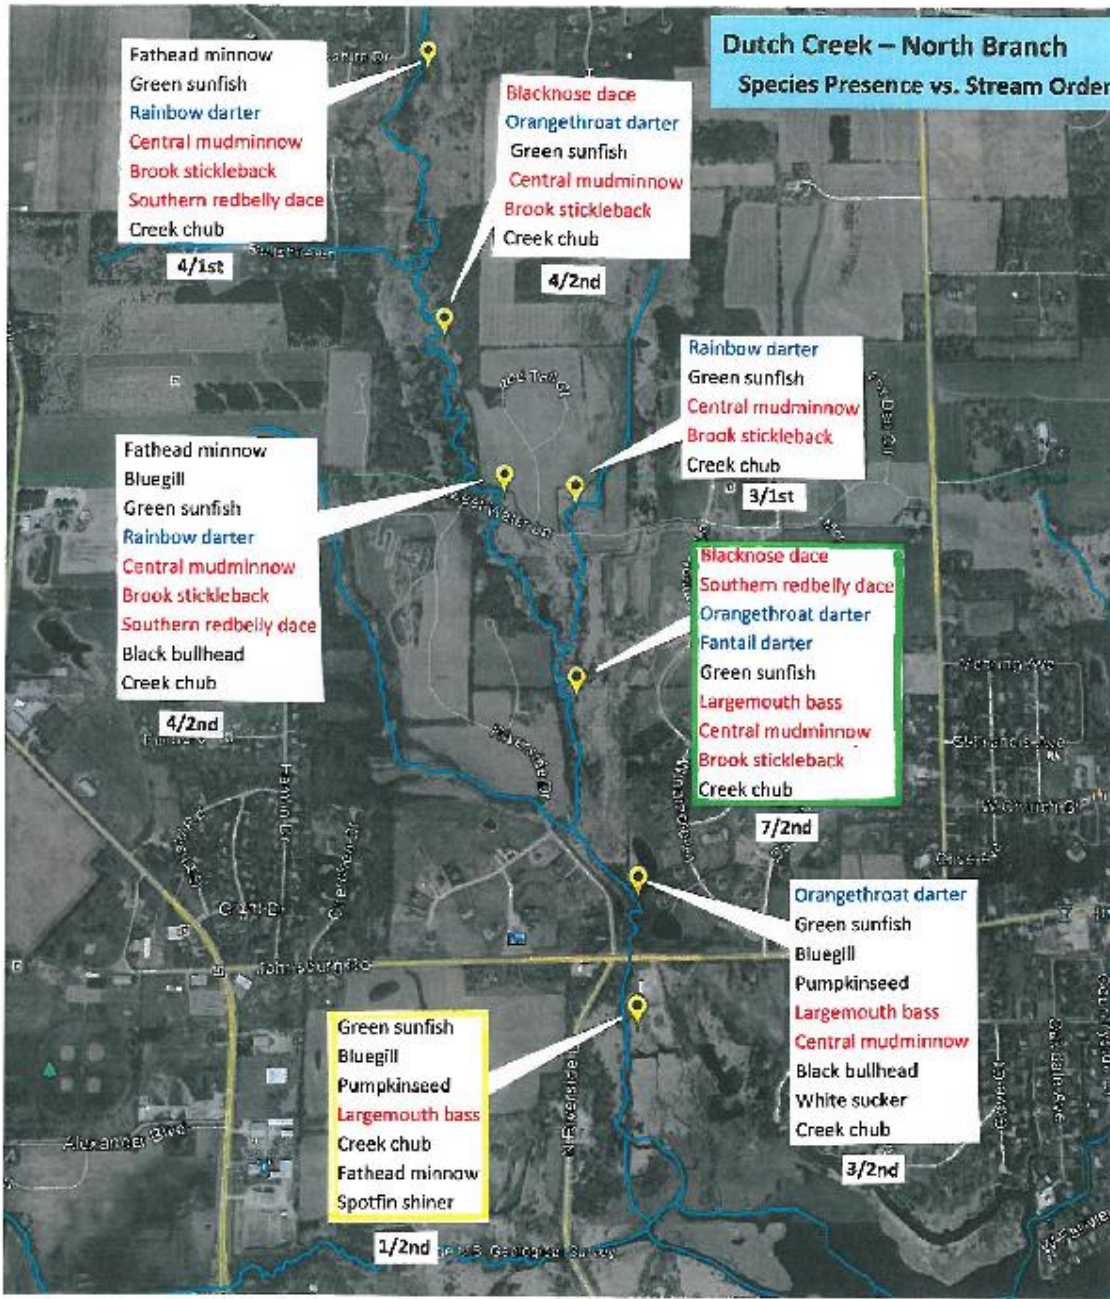 Dutch Creek – North Branch
Species Presence vs. Stream Order
Fathead minnow
Green sunfish
Rainbow darter
Central mudminnow
Brook stickleback
Southern redbelly dace
Creek chub
4/1st
Blacknose dace
Orangethroat darter
Green sunfish
Central mudminnow
Brook stickleback
Creek chub
4/2nd
Rainbow darter
Green sunfish
Central mudminnow
Brook stickleback
Creek chub
3/1st
Fathead minnow
Bluegill
Green sunfish
Rainbow darter
Central mudminnow
Brook stickleback
Southern redbelly dace
Black bullhead
Creek chub
4/2nd
Blacknose dace
Southern redbelly dace
Orangethroat darter
Fantail darter
Green sunfish
Largemouth bass
Central mudminnow
Brook stickleback
Creek chub
7/2nd
Riverside Dr
Orangethroat darter
Green sunfish
Bluegill
Pumpkinseed
Largemouth bass
Central mudminnow
Black bullhead
White sucker
Creek chub
3/2nd
Green sunfish
Bluegill
Pumpkinseed
Largemouth bass
Creek chub
Fathead minnow
Spotfin shiner
1/2nd
Alexander Blvd
U.S. Geological Survey